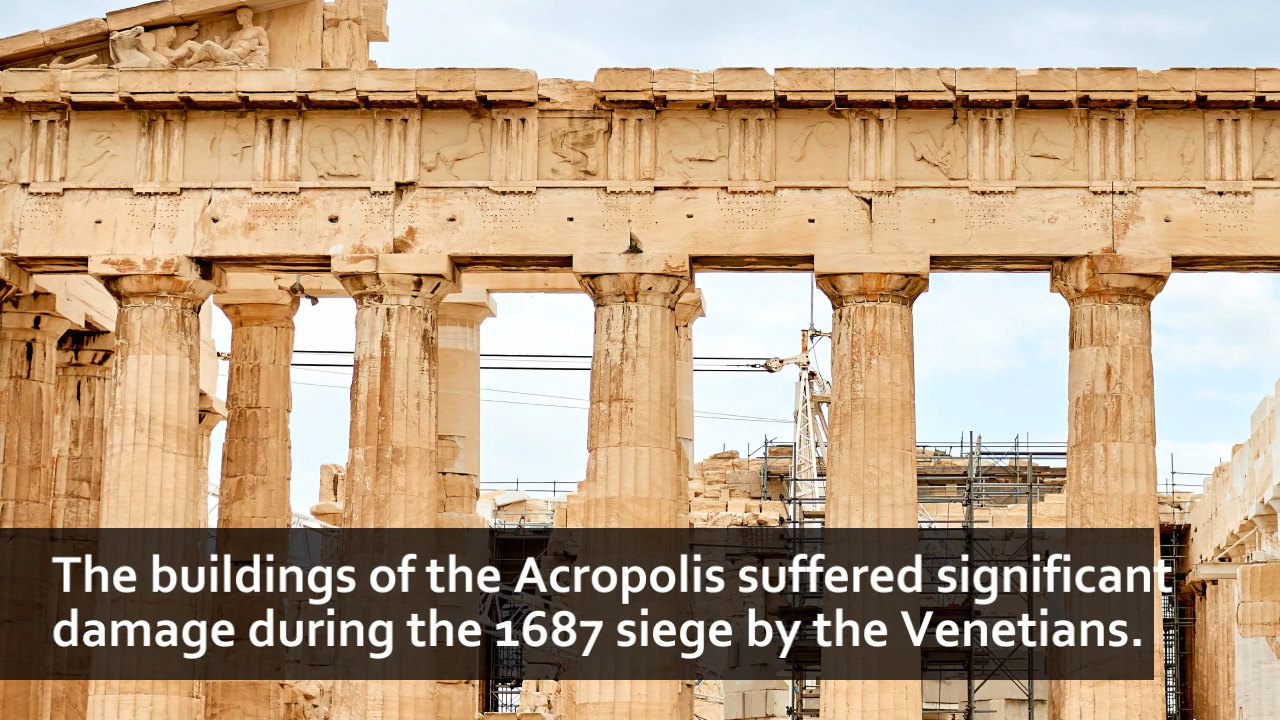 The buildings of the Acropolis suffered significant
damage during the 1687 siege by the Venetians.